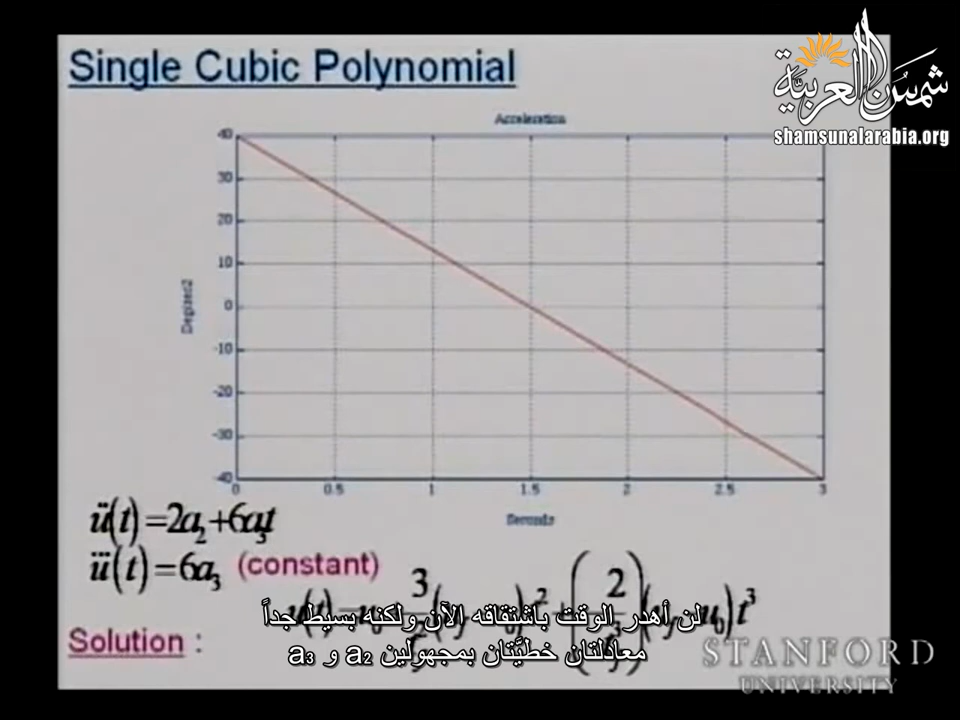 Single Cubic Polynomial
شمس العربية
shamsunalarabia.org
Acceleration
40
30
20
10
0
-10
-20
-30
-40
0 0.5 1 1.5 2 2.5 3
Seconds
ü(t) = 2a₂ + 6a₃t
u⃛(t) = 6a₃ (constant)
Solution :
لن أهدر الوقت باشتقاقه الآن ولكنه بسيط جداً
معادلتان خطيَّتان بمجهولين a₂ و a₃
STANFORD
UNIVERSITY